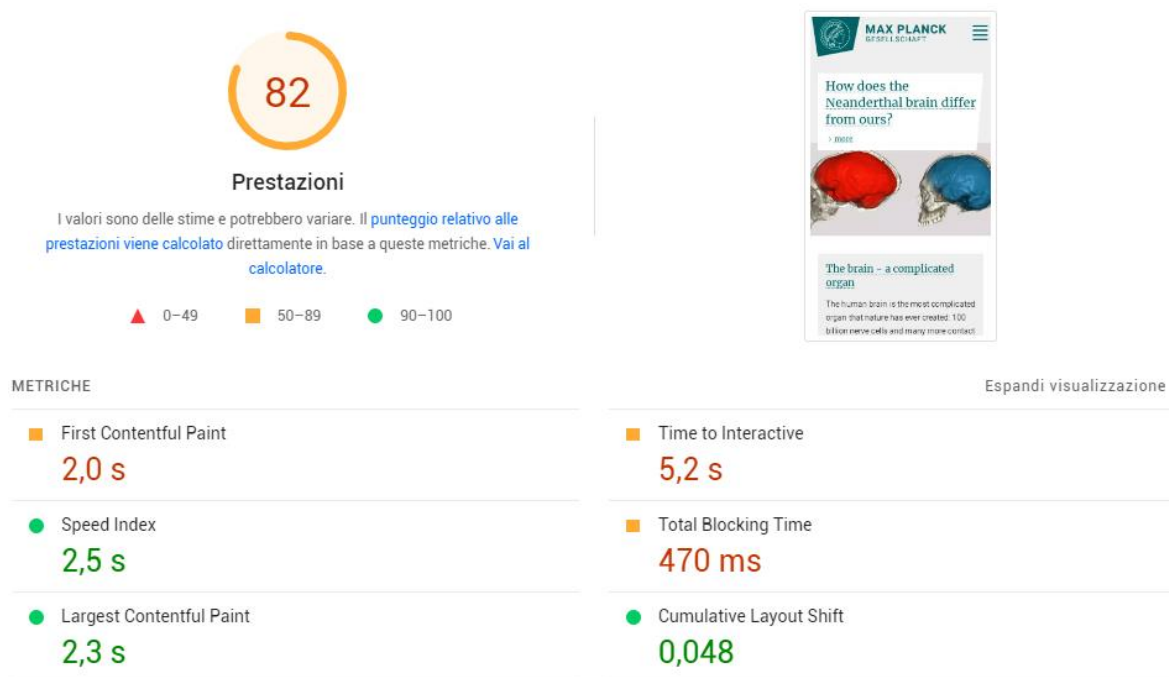 82
Prestazioni
I valori sono delle stime e potrebbero variare. Il punteggio relativo alle
prestazioni viene calcolato direttamente in base a queste metriche. Vai al
calcolatore.
0–49
50–89
90–100
MAX PLANCK
GESELLSCHAFT
How does the
Neanderthal brain differ
from ours?
› more
The brain – a complicated
organ
The human brain is the most complicated
organ that nature has ever created: 100
billion nerve cells and many more contact
METRICHE
Espandi visualizzazione
First Contentful Paint
2,0 s
Time to Interactive
5,2 s
Speed Index
2,5 s
Total Blocking Time
470 ms
Largest Contentful Paint
2,3 s
Cumulative Layout Shift
0,048